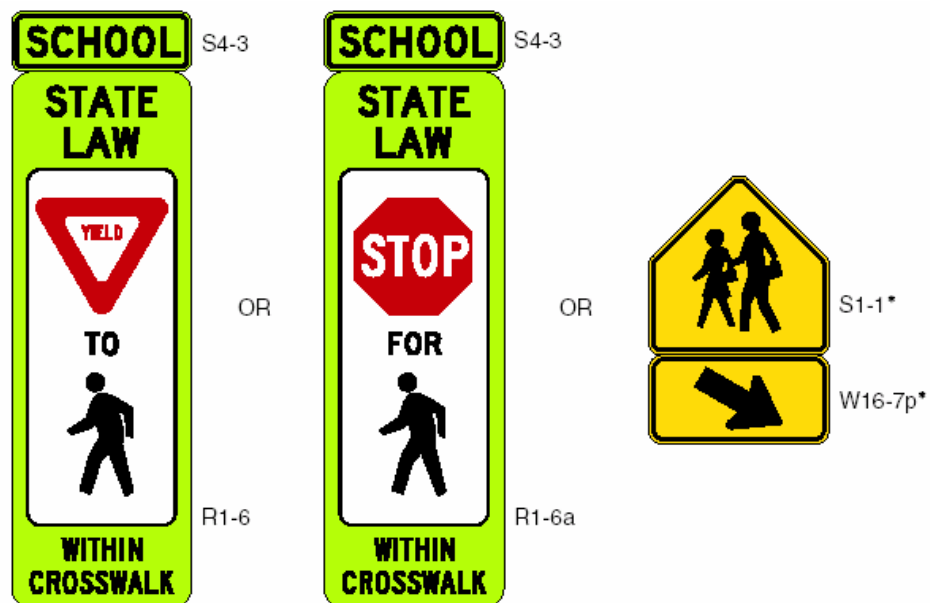 SCHOOL
S4-3
STATE
LAW
YIELD
TO
R1-6
WITHIN
CROSSWALK
OR
SCHOOL
S4-3
STATE
LAW
STOP
FOR
R1-6a
WITHIN
CROSSWALK
OR
S1-1*
W16-7p*